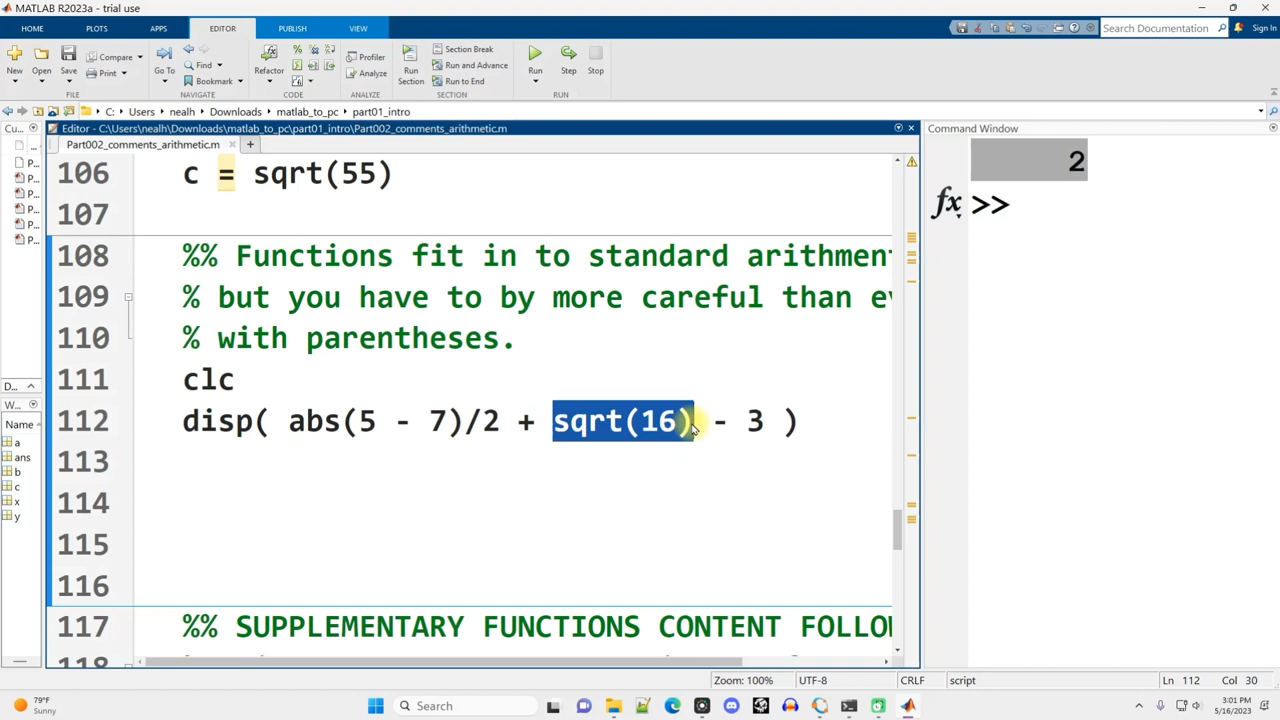 MATLAB R2023a - trial use
HOME PLOTS APPS EDITOR PUBLISH VIEW Search Documentation Sign In
New Open Save Compare Print Go To Find Bookmark Refactor Profiler Analyze Run Section Section Break Run and Advance Run to End Run Step Stop
FILE NAVIGATE CODE ANALYZE SECTION RUN
C: Users nealh Downloads matlab_to_pc part01_intro
Cu... Editor - C:\Users\nealh\Downloads\matlab_to_pc\part01_intro\Part002_comments_arithmetic.m Command Window
Part002_comments_arithmetic.m
106 c = sqrt(55)
107
108 %% Functions fit in to standard arithmen
109 % but you have to by more careful than ev
110 % with parentheses.
111 clc
112 disp( abs(5 - 7)/2 + sqrt(16) - 3 )
113
114
115
116
117 %% SUPPLEMENTARY FUNCTIONS CONTENT FOLLOW
118
2
fx >>
...
P...
P...
P...
P...
P...
P...
D...
W...
Name
a
ans
b
c
x
y
Zoom: 100% UTF-8 CRLF script Ln 112 Col 30
79°F
Sunny
Search
3:01 PM
5/16/2023